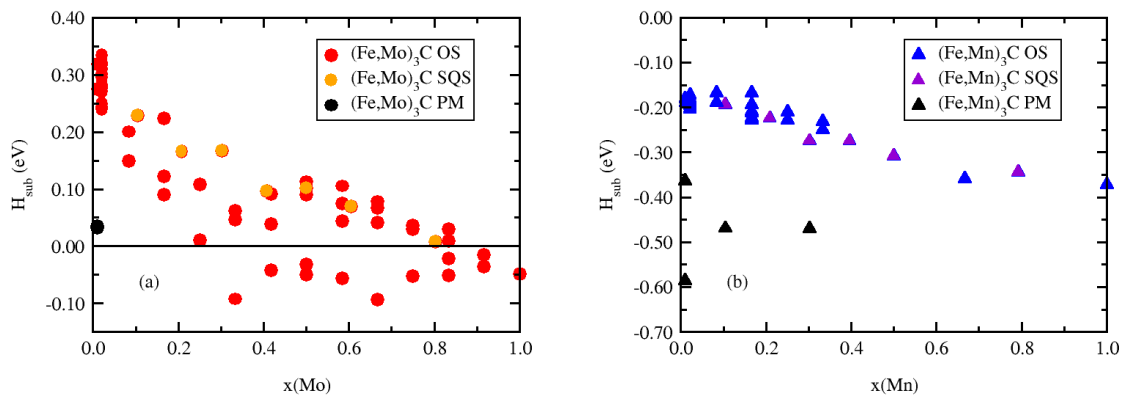 0.40
0.30
0.20
0.10
0.00
-0.10
H_sub (eV)
(Fe,Mo)₃C OS
(Fe,Mo)₃C SQS
(Fe,Mo)₃C PM
(a)
0.0 0.2 0.4 0.6 0.8 1.0
x(Mo)
0.00
-0.10
-0.20
-0.30
-0.40
-0.50
-0.60
-0.70
H_sub (eV)
(Fe,Mn)₃C OS
(Fe,Mn)₃C SQS
(Fe,Mn)₃C PM
(b)
0.0 0.2 0.4 0.6 0.8 1.0
x(Mn)